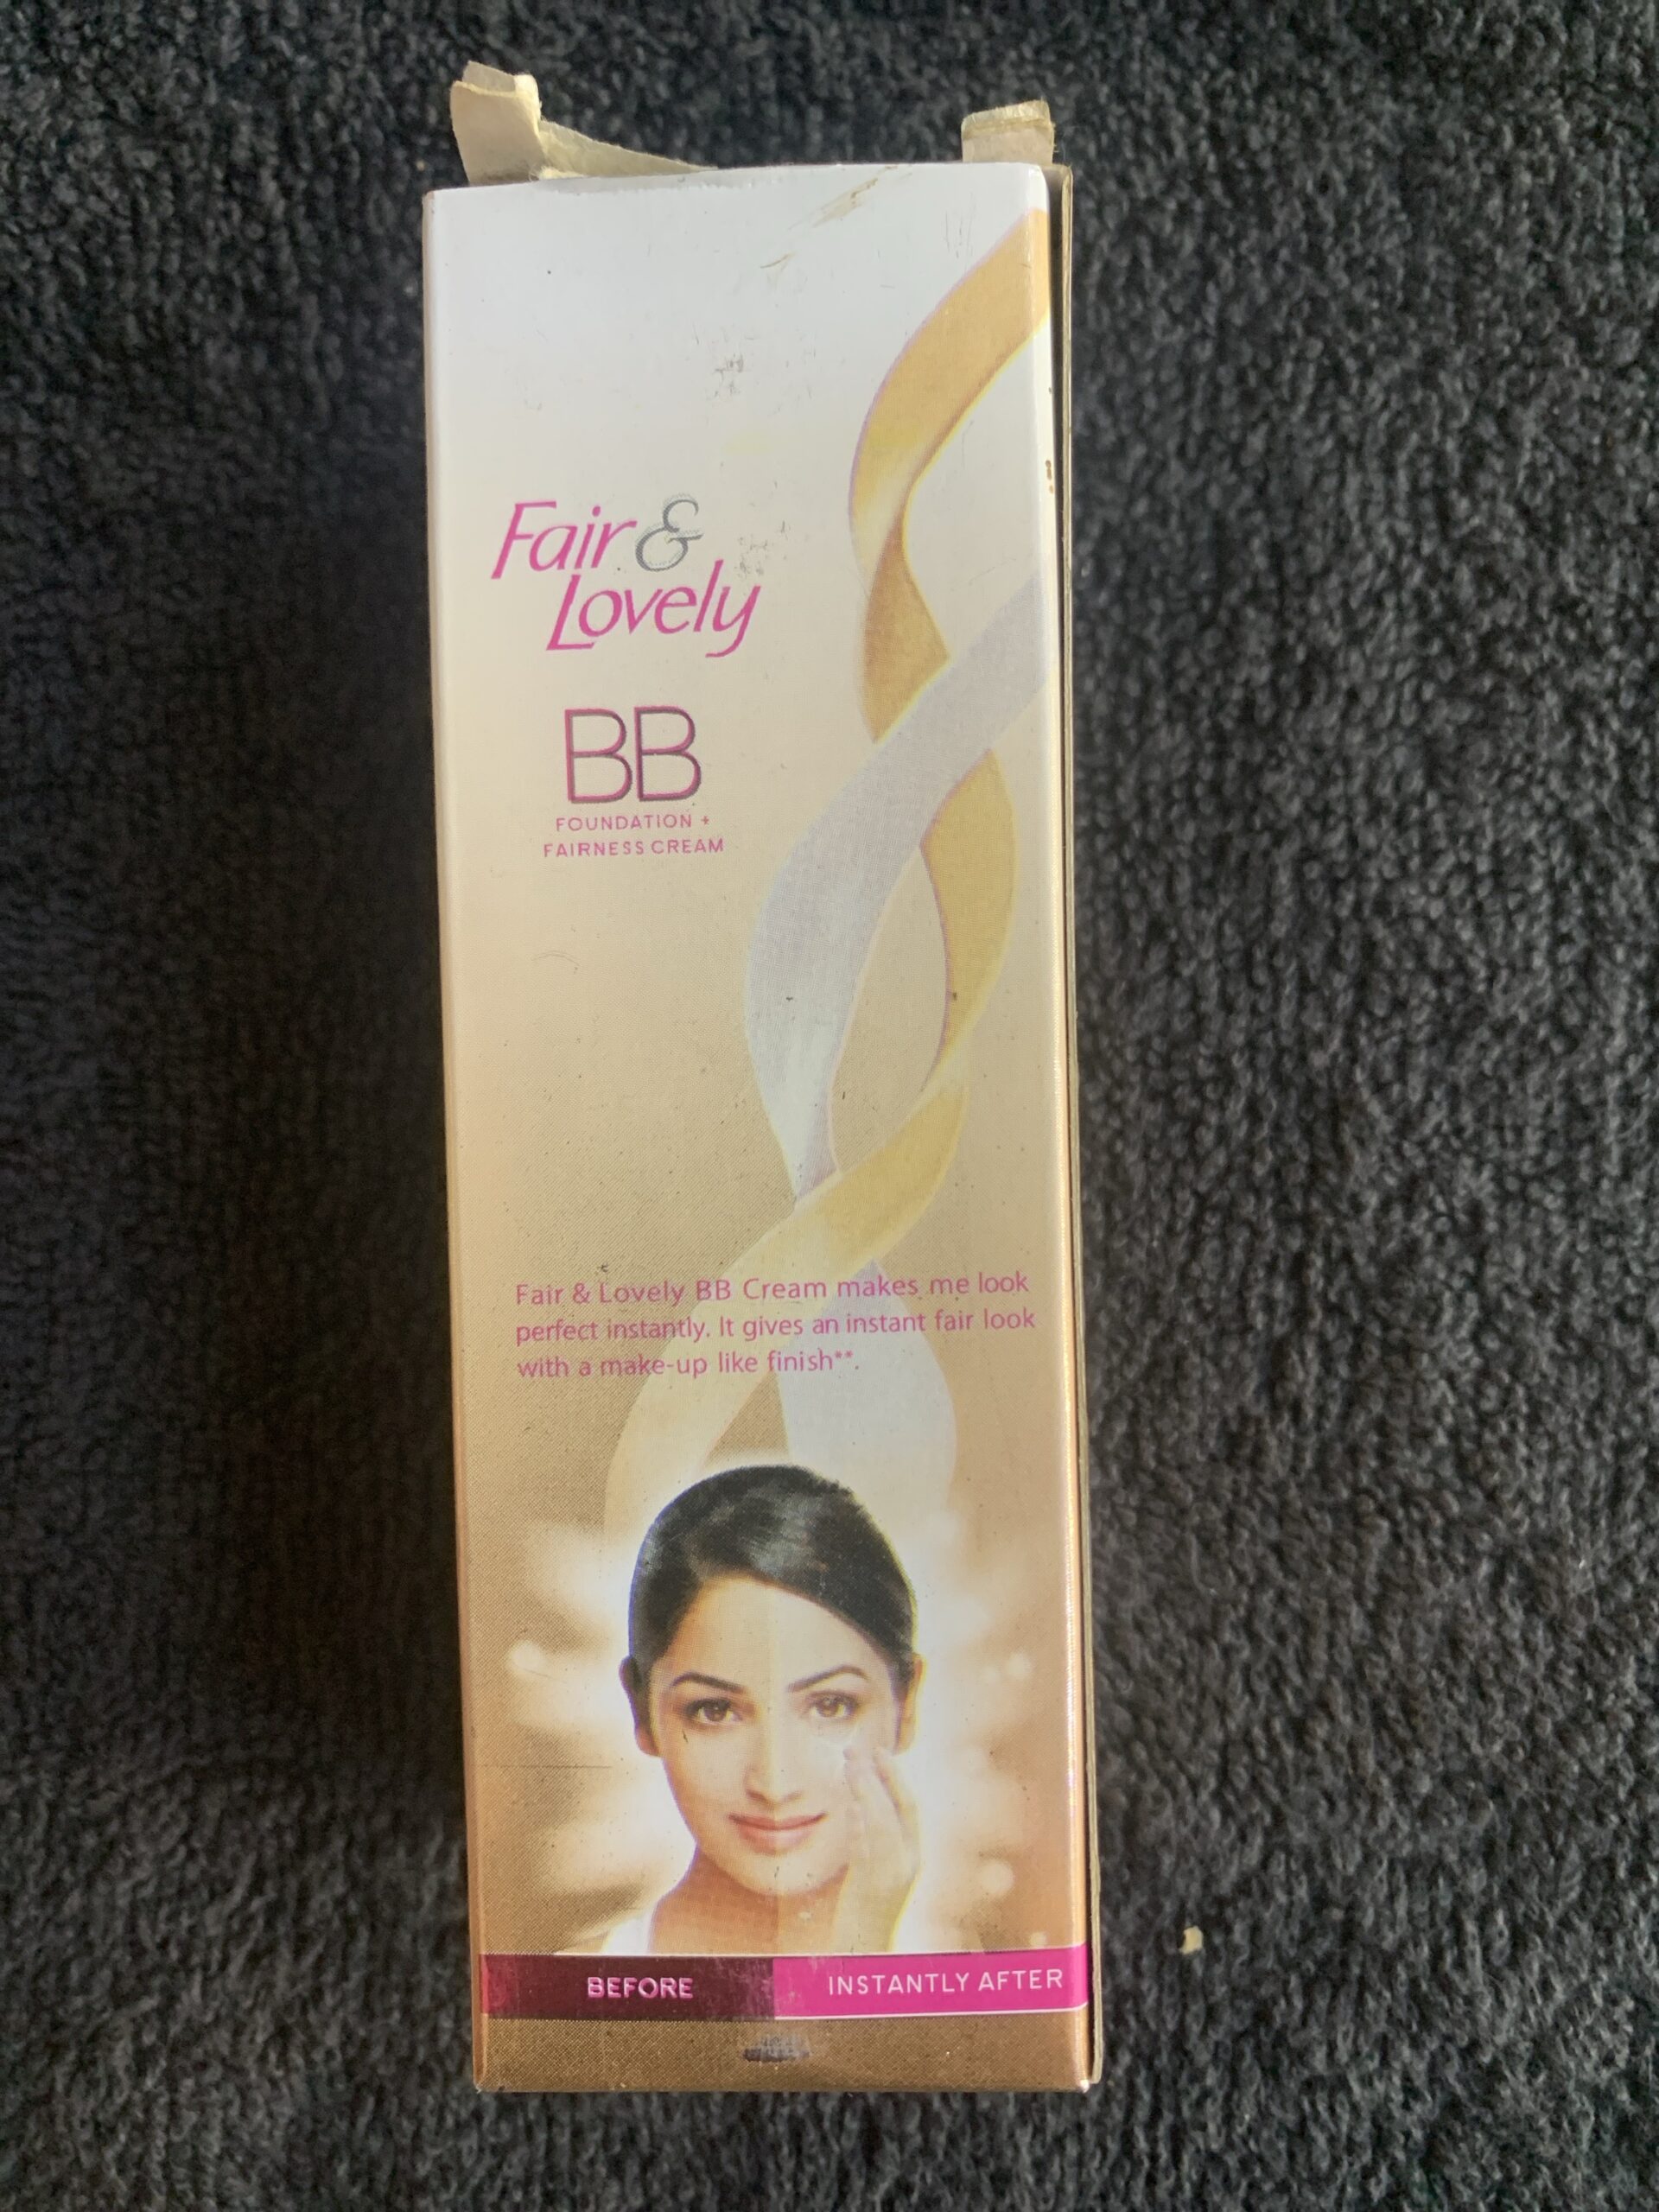 Fair &
Lovely
BB
FOUNDATION +
FAIRNESS CREAM
Fair & Lovely BB Cream makes me look
perfect instantly. It gives an instant fair look
with a make-up like finish**.
BEFORE INSTANTLY AFTER